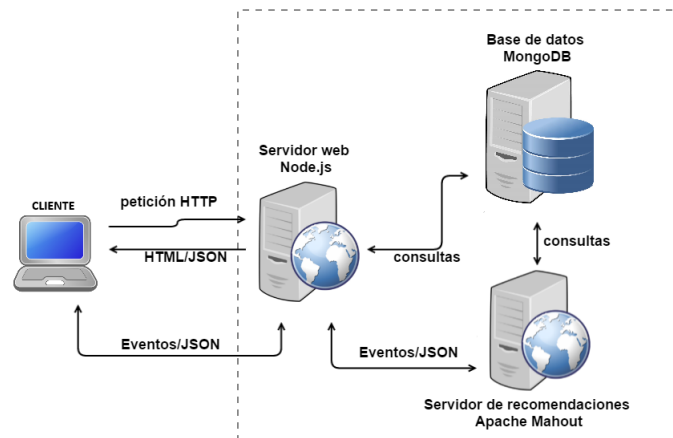 Base de datos
MongoDB
Servidor web
Node.js
CLIENTE
petición HTTP
HTML/JSON
consultas
consultas
Eventos/JSON
Eventos/JSON
Servidor de recomendaciones
Apache Mahout